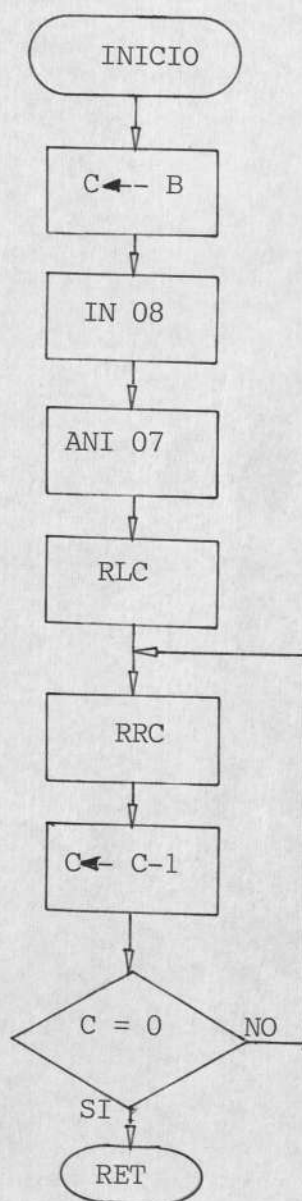 INICIO
C ← B
IN 08
ANI 07
RLC
RRC
C ← C-1
C = 0
NO
SI
RET